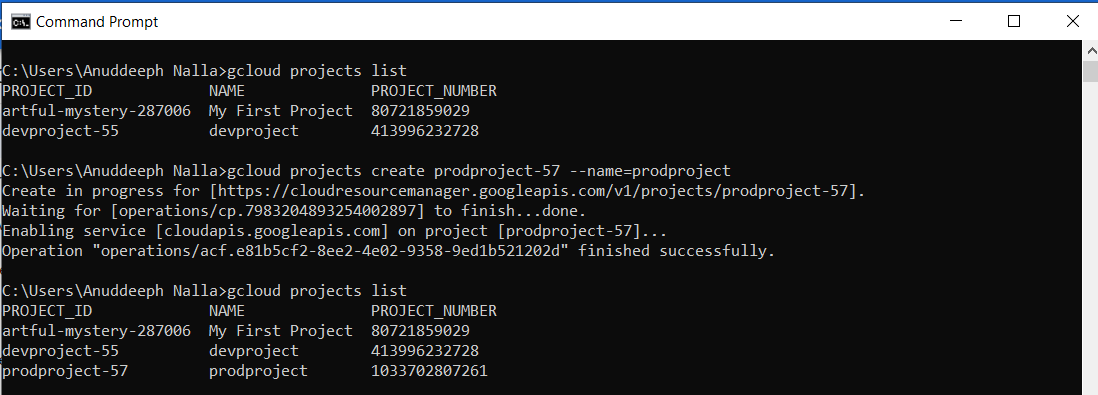 Command Prompt
C:\Users\Anuddeeph Nalla>gcloud projects list
PROJECT_ID             NAME              PROJECT_NUMBER
artful-mystery-287006  My First Project  80721859029
devproject-55          devproject        413996232728
C:\Users\Anuddeeph Nalla>gcloud projects create prodproject-57 --name=prodproject
Create in progress for [https://cloudresourcemanager.googleapis.com/v1/projects/prodproject-57].
Waiting for [operations/cp.7983204893254002897] to finish...done.
Enabling service [cloudapis.googleapis.com] on project [prodproject-57]...
Operation "operations/acf.e81b5cf2-8ee2-4e02-9358-9ed1b521202d" finished successfully.
C:\Users\Anuddeeph Nalla>gcloud projects list
PROJECT_ID             NAME              PROJECT_NUMBER
artful-mystery-287006  My First Project  80721859029
devproject-55          devproject        413996232728
prodproject-57         prodproject       1033702807261